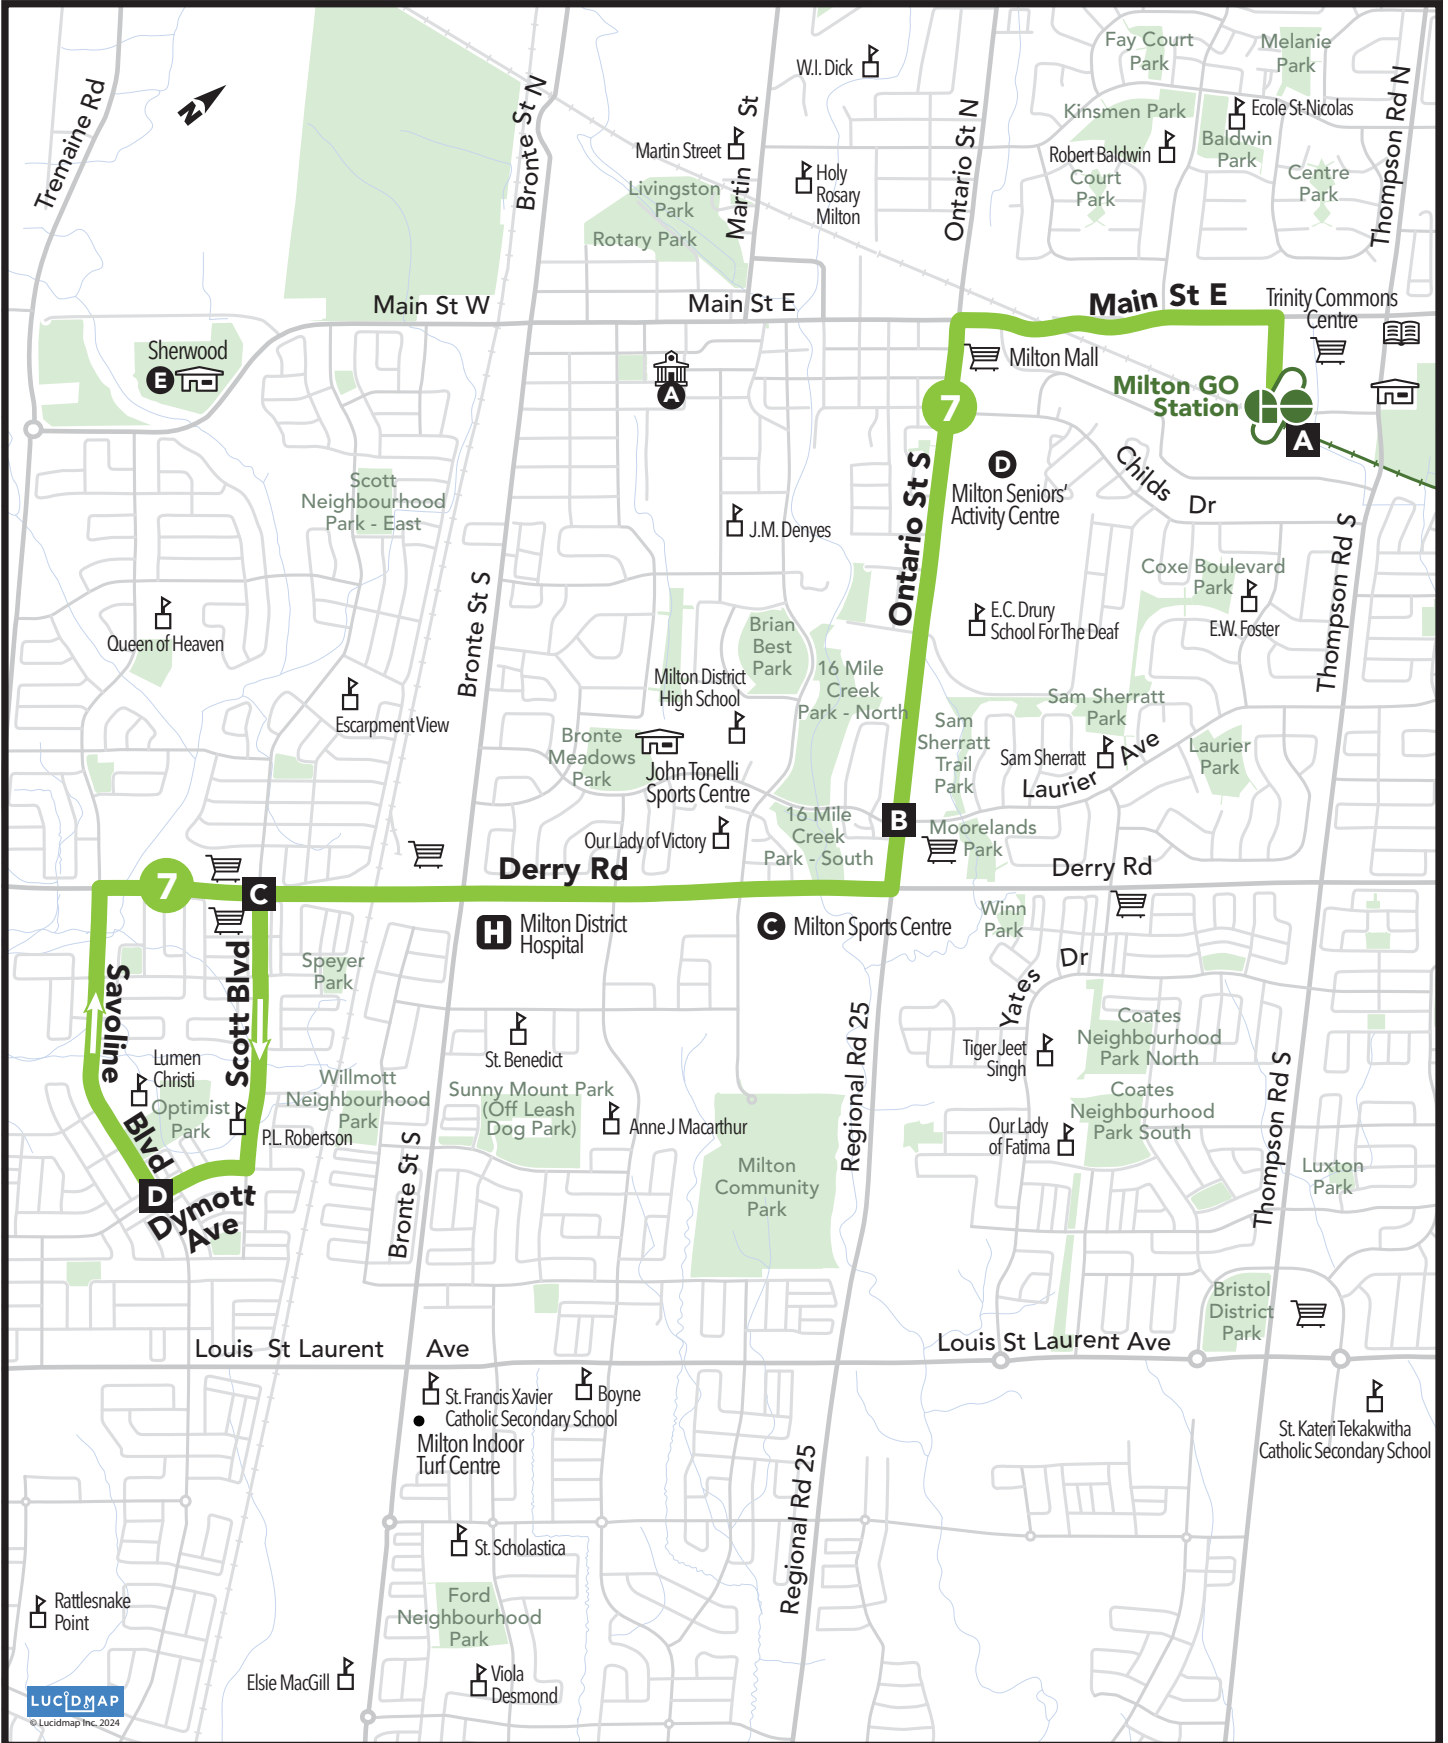 Fay Court
Park
Melanie
Park
W.I. Dick
Tremaine Rd
N
Bronte St N
Martin St
Ontario St N
Kinsmen Park
Ecole St-Nicolas
Thompson Rd N
Martin Street
Robert Baldwin
Baldwin
Park
Court
Park
Centre
Park
Holy
Rosary
Milton
Livingston
Park
Rotary Park
Main St W
Main St E
Main St E
Trinity Commons
Centre
Sherwood
E
A
Milton Mall
Milton GO
Station
7
A
Childs Dr
D
Milton Seniors'
Activity Centre
Scott
Neighbourhood
Park - East
J.M. Denyes
Ontario St S
Thompson Rd S
Coxe Boulevard
Park
E.W. Foster
Bronte St S
Queen of Heaven
E.C. Drury
School For The Deaf
Brian
Best
Park
16 Mile
Creek
Park - North
Milton District
High School
Escarpment View
Sam Sherratt
Park
Sam
Sherratt
Trail
Park
Sam Sherratt
Laurier Ave
Laurier
Park
Bronte
Meadows
Park
John Tonelli
Sports Centre
16 Mile
Creek
Park - South
B
Moorelands
Park
Our Lady of Victory
Derry Rd
Derry Rd
7
C
H
Milton District
Hospital
C
Milton Sports Centre
Winn
Park
Yates Dr
Savoline
Blvd
Scott Blvd
Speyer
Park
Regional Rd 25
Coates
Neighbourhood
Park North
Tiger Jeet
Singh
St. Benedict
Lumen
Christi
Optimist
Park
P.L. Robertson
Willmott
Neighbourhood
Park
Sunny Mount Park
(Off Leash
Dog Park)
Anne J Macarthur
Coates
Neighbourhood
Park South
Our Lady
of Fatima
Thompson Rd S
Bronte St S
Milton
Community
Park
Luxton
Park
D
Dymott
Ave
Bristol
District
Park
Louis St Laurent Ave
Louis St Laurent Ave
St. Francis Xavier
Catholic Secondary School
Boyne
Milton Indoor
Turf Centre
St. Kateri Tekakwitha
Catholic Secondary School
Regional Rd 25
St. Scholastica
Rattlesnake
Point
Ford
Neighbourhood
Park
Elsie MacGill
Viola
Desmond
LUCIDMAP
© Lucidmap Inc. 2024